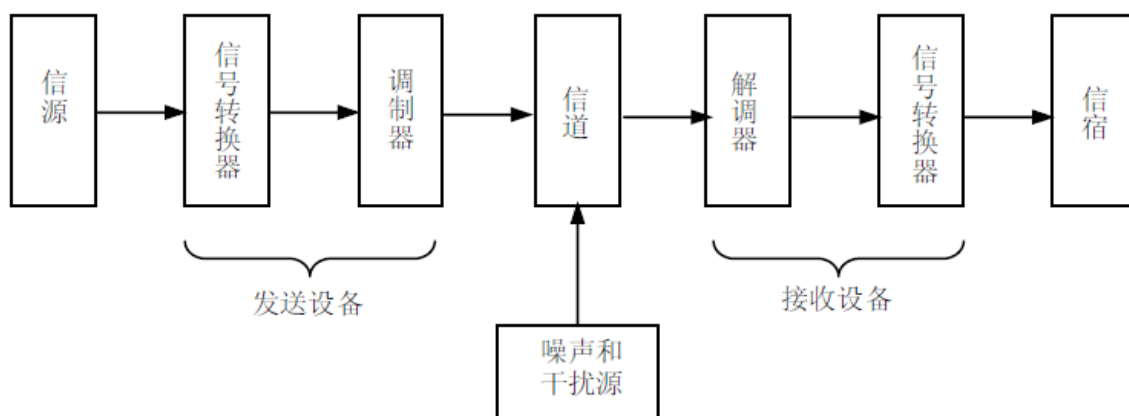 信源
信号转换器
调制器
信道
解调器
信号转换器
信宿
发送设备
接收设备
噪声和
干扰源